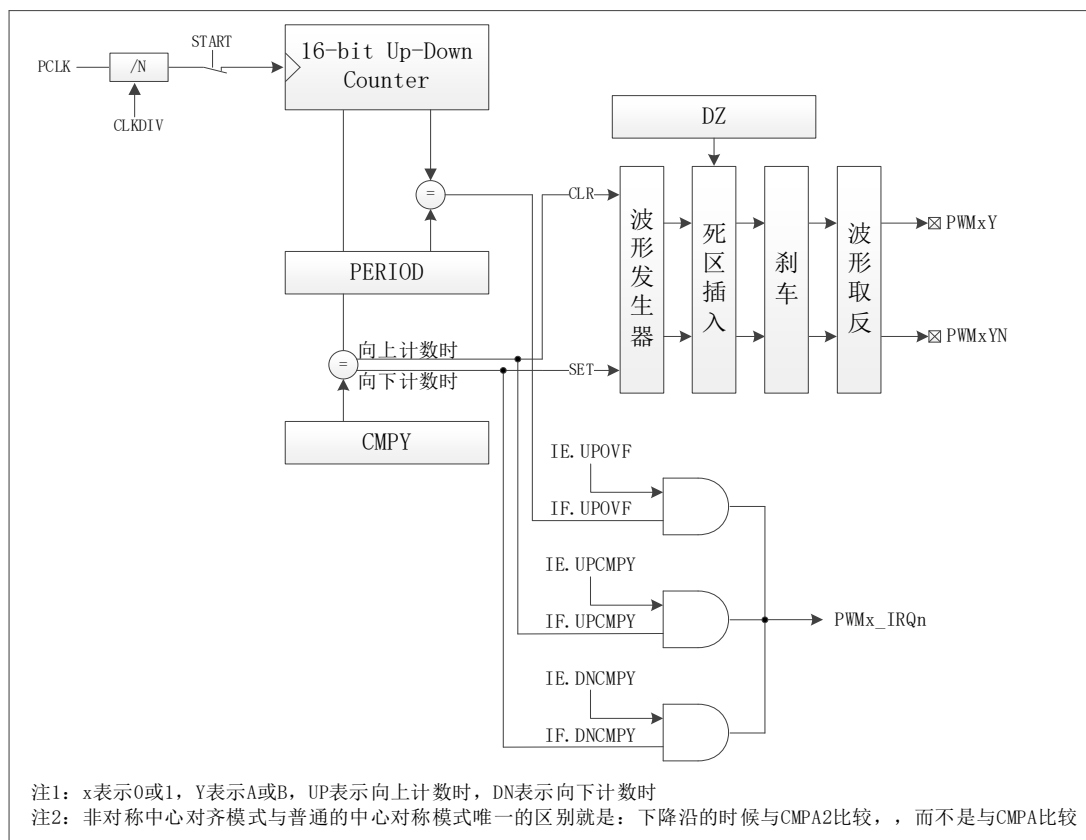 START
16-bit Up-Down
Counter
PCLK
/N
CLKDIV
DZ
=
CLR
波形发生器
死区插入
刹车
波形取反
PWMxY
PERIOD
PWMxYN
向上计数时
=
向下计数时
SET
CMPY
IE.UPOVF
IF.UPOVF
IE.UPCMPY
IF.UPCMPY
PWMx_IRQn
IE.DNCMPY
IF.DNCMPY
注1：x表示0或1，Y表示A或B，UP表示向上计数时，DN表示向下计数时
注2：非对称中心对齐模式与普通的中心对称模式唯一的区别就是：下降沿的时候与CMPA2比较，，而不是与CMPA比较